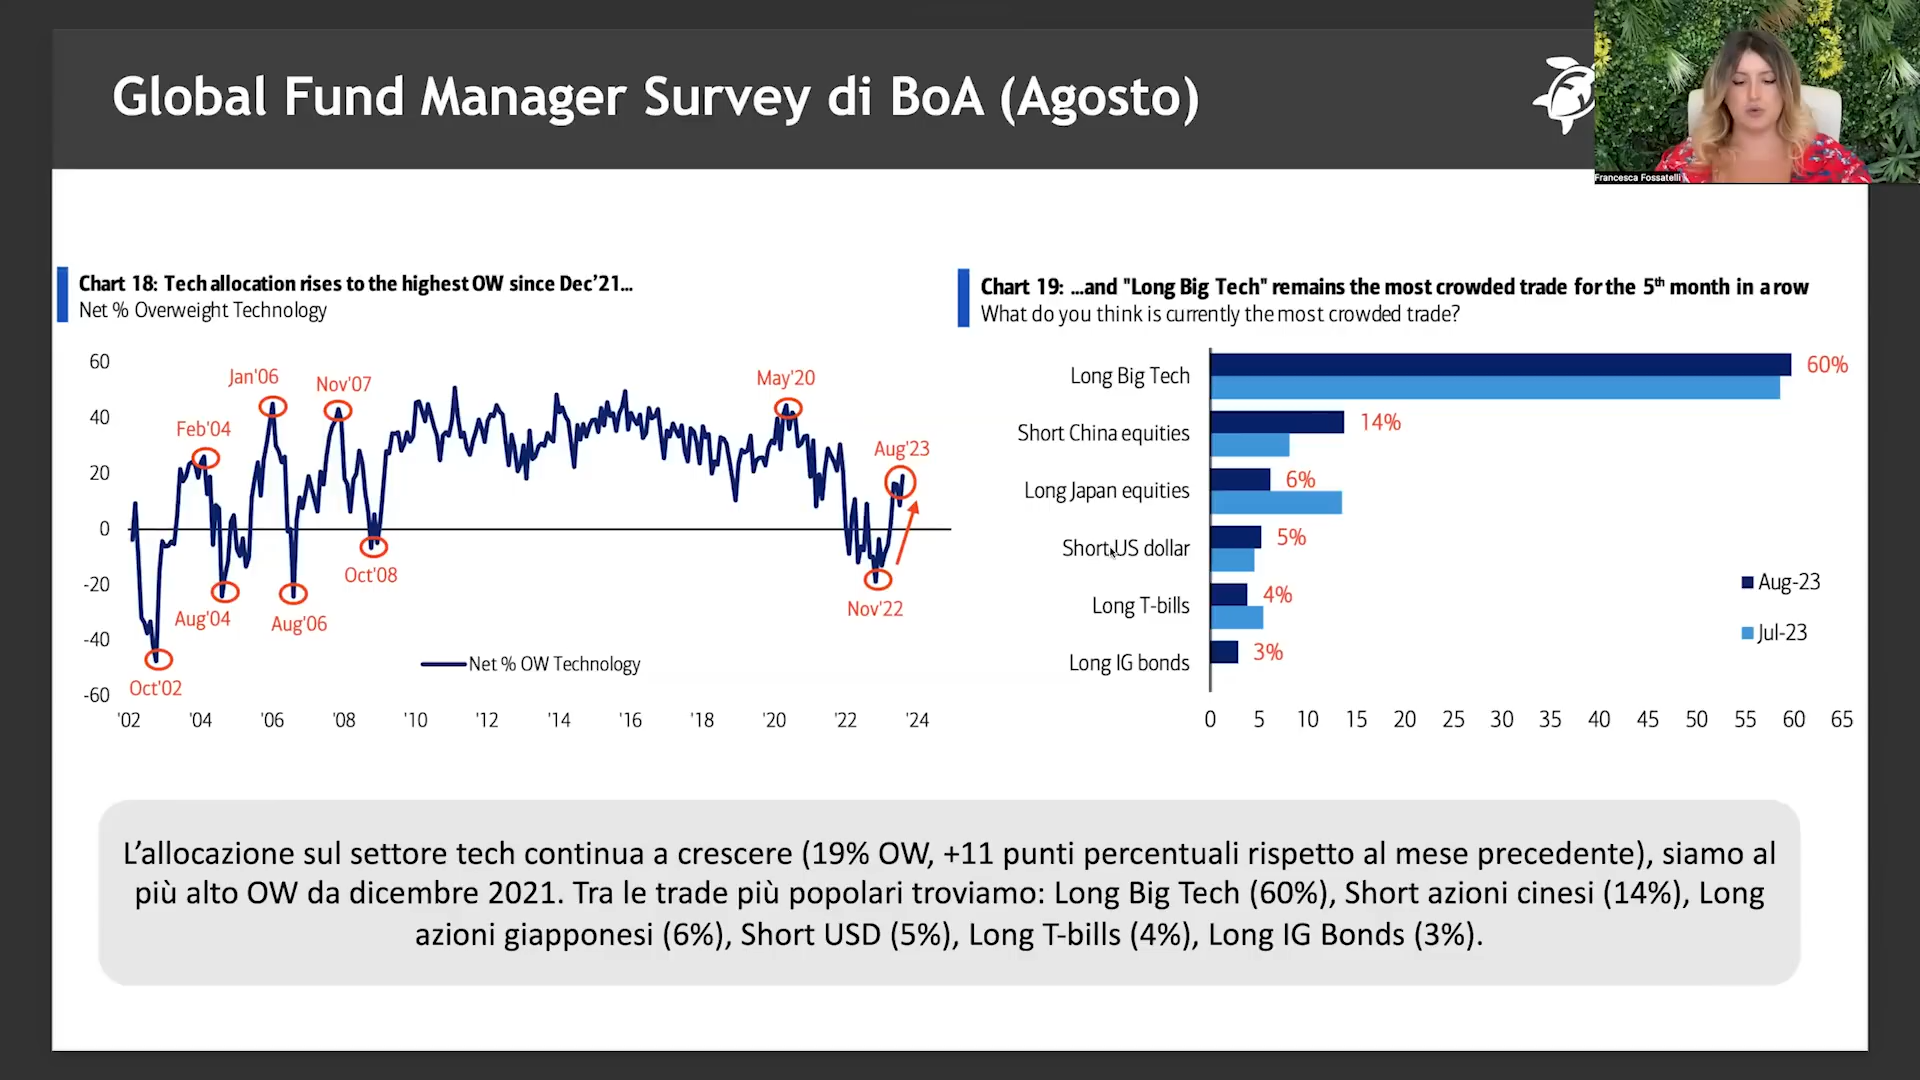 Global Fund Manager Survey di BoA (Agosto)
Francesca Fossatelli
Chart 18: Tech allocation rises to the highest OW since Dec'21...
Net % Overweight Technology
60
40
20
0
-20
-40
-60
Jan'06
Nov'07
Feb'04
May'20
Aug'23
Oct'08
Aug'04
Aug'06
Nov'22
Oct'02
Net % OW Technology
'02 '04 '06 '08 '10 '12 '14 '16 '18 '20 '22 '24
Chart 19: ...and "Long Big Tech" remains the most crowded trade for the 5th month in a row
What do you think is currently the most crowded trade?
Long Big Tech 60%
Short China equities 14%
Long Japan equities 6%
Short US dollar 5%
Long T-bills 4%
Long IG bonds 3%
Aug-23
Jul-23
0 5 10 15 20 25 30 35 40 45 50 55 60 65
L'allocazione sul settore tech continua a crescere (19% OW, +11 punti percentuali rispetto al mese precedente), siamo al
più alto OW da dicembre 2021. Tra le trade più popolari troviamo: Long Big Tech (60%), Short azioni cinesi (14%), Long
azioni giapponesi (6%), Short USD (5%), Long T-bills (4%), Long IG Bonds (3%).